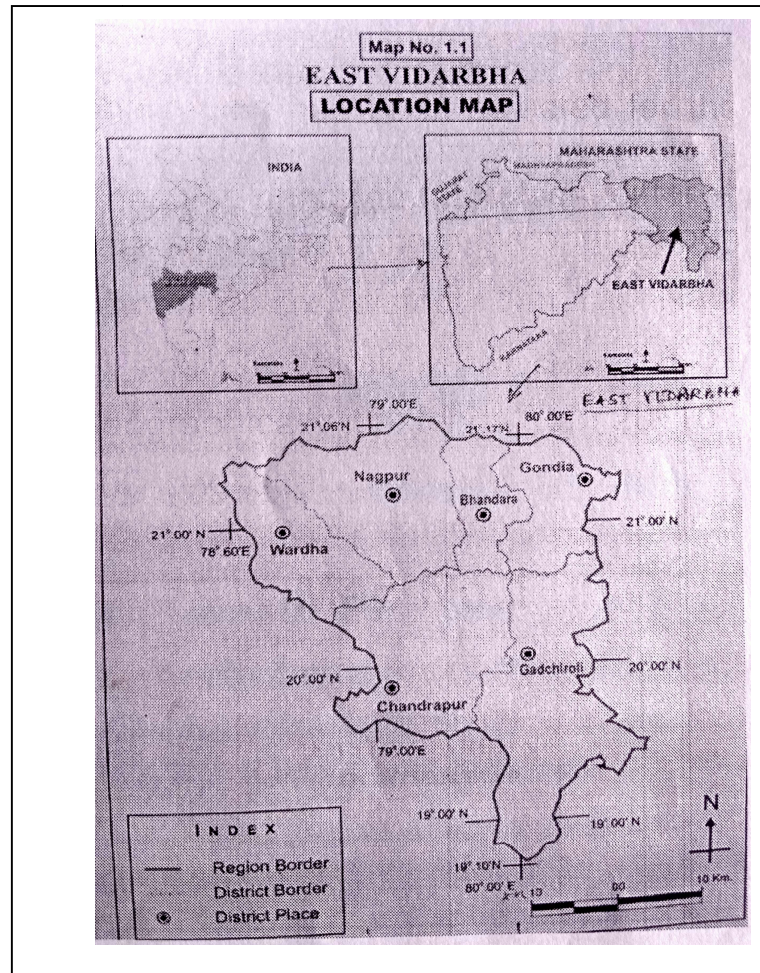 Map No. 1.1
EAST VIDARBHA
LOCATION MAP
INDIA
MAHARASHTRA STATE
GUJARAT
STATE
MADHYAPRADESH
EAST VIDARBHA
KARNATAKA
EAST VIDARBHA
79°.00'E
80°.00'E
21°.06'N
21°.17'N
Gondia
Nagpur
Bhandara
21°.00' N
21°.00' N
78°.60'E
Wardha
20°.00' N
Gadchiroli
20°.00' N
Chandrapur
79°.00'E
19°.00' N
19°.00' N
19°.10'N
80°.00' E
N
10
00
10 Km.
INDEX
Region Border
District Border
District Place